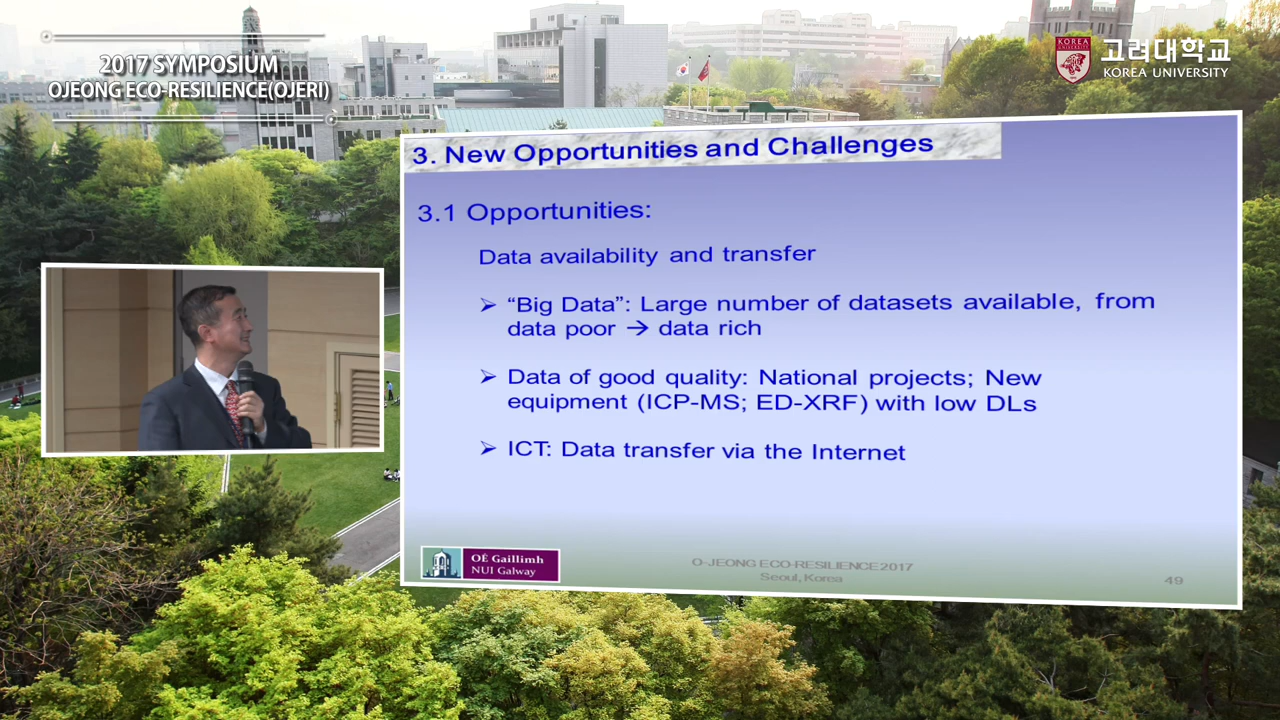 2017 SYMPOSIUM
OJEONG ECO-RESILIENCE(OJERI)
KOREA
UNIVERSITY
고려대학교
KOREA UNIVERSITY
3. New Opportunities and Challenges
3.1 Opportunities:
Data availability and transfer
➢ “Big Data”: Large number of datasets available, from
data poor → data rich
➢ Data of good quality: National projects; New
equipment (ICP-MS; ED-XRF) with low DLs
➢ ICT: Data transfer via the Internet
OÉ Gaillimh
NUI Galway
O-JEONG ECO-RESILIENCE 2017
Seoul, Korea
49